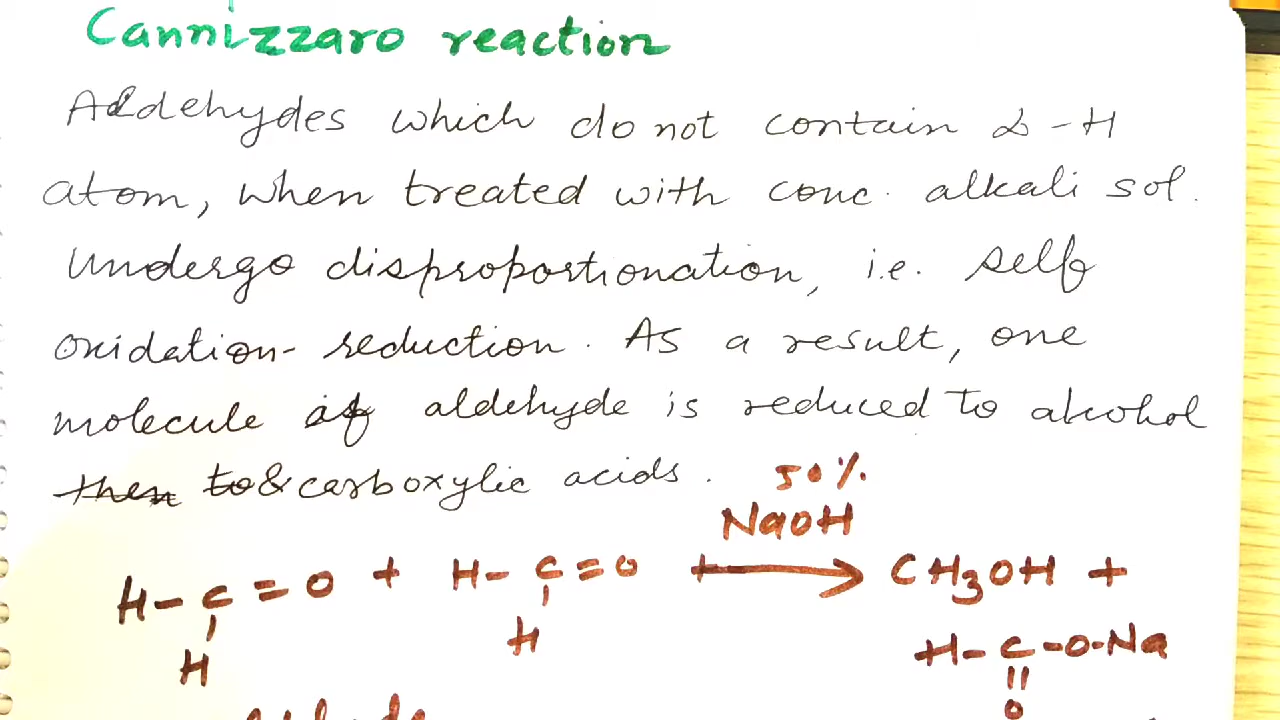 Cannizzaro reaction
Aldehydes which do not contain α-H
atom, when treated with conc. alkali sol.
undergo disproportionation, i.e. self
oxidation-reduction. As a result, one
molecule of aldehyde is reduced to alcohol
then to & carboxylic acids.
50%
NaOH
H-C=O + H-C=O + → CH3OH +
H H H-C-O-Na
O